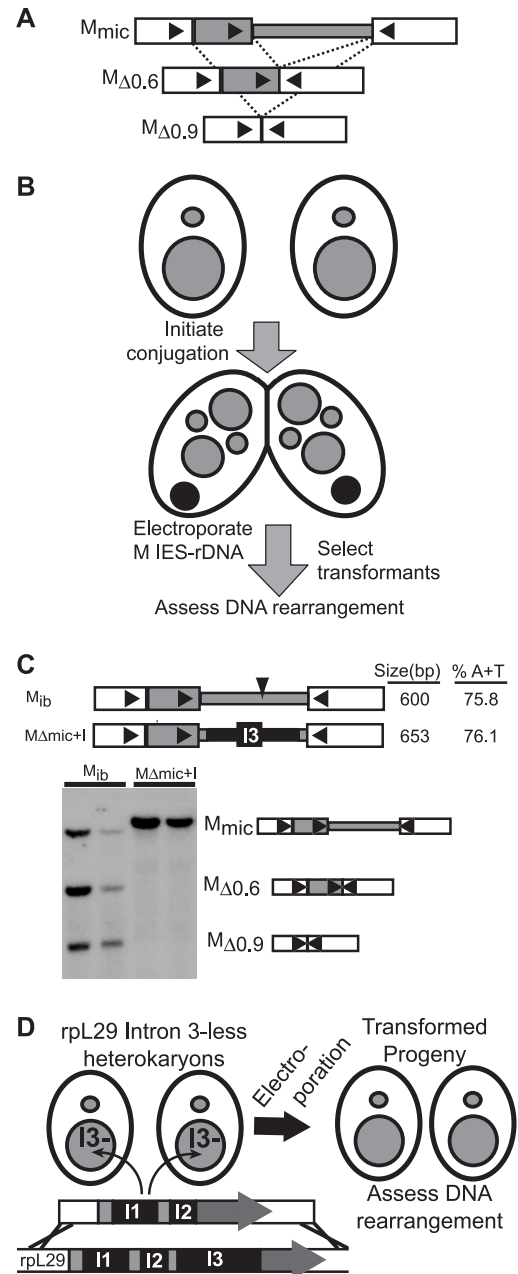 A
Mmic
MΔ0.6
MΔ0.9
B
Initiate
conjugation
Electroporate
M IES-rDNA
Select
transformants
Assess DNA rearrangement
C
Size(bp) % A+T
Mib 600 75.8
MΔmic+I I3 653 76.1
Mib MΔmic+I
Mmic
MΔ0.6
MΔ0.9
D
rpL29 Intron 3-less
heterokaryons
I3- I3-
Electro-
poration
Transformed
Progeny
Assess DNA
rearrangement
I1 I2
rpL29 I1 I2 I3